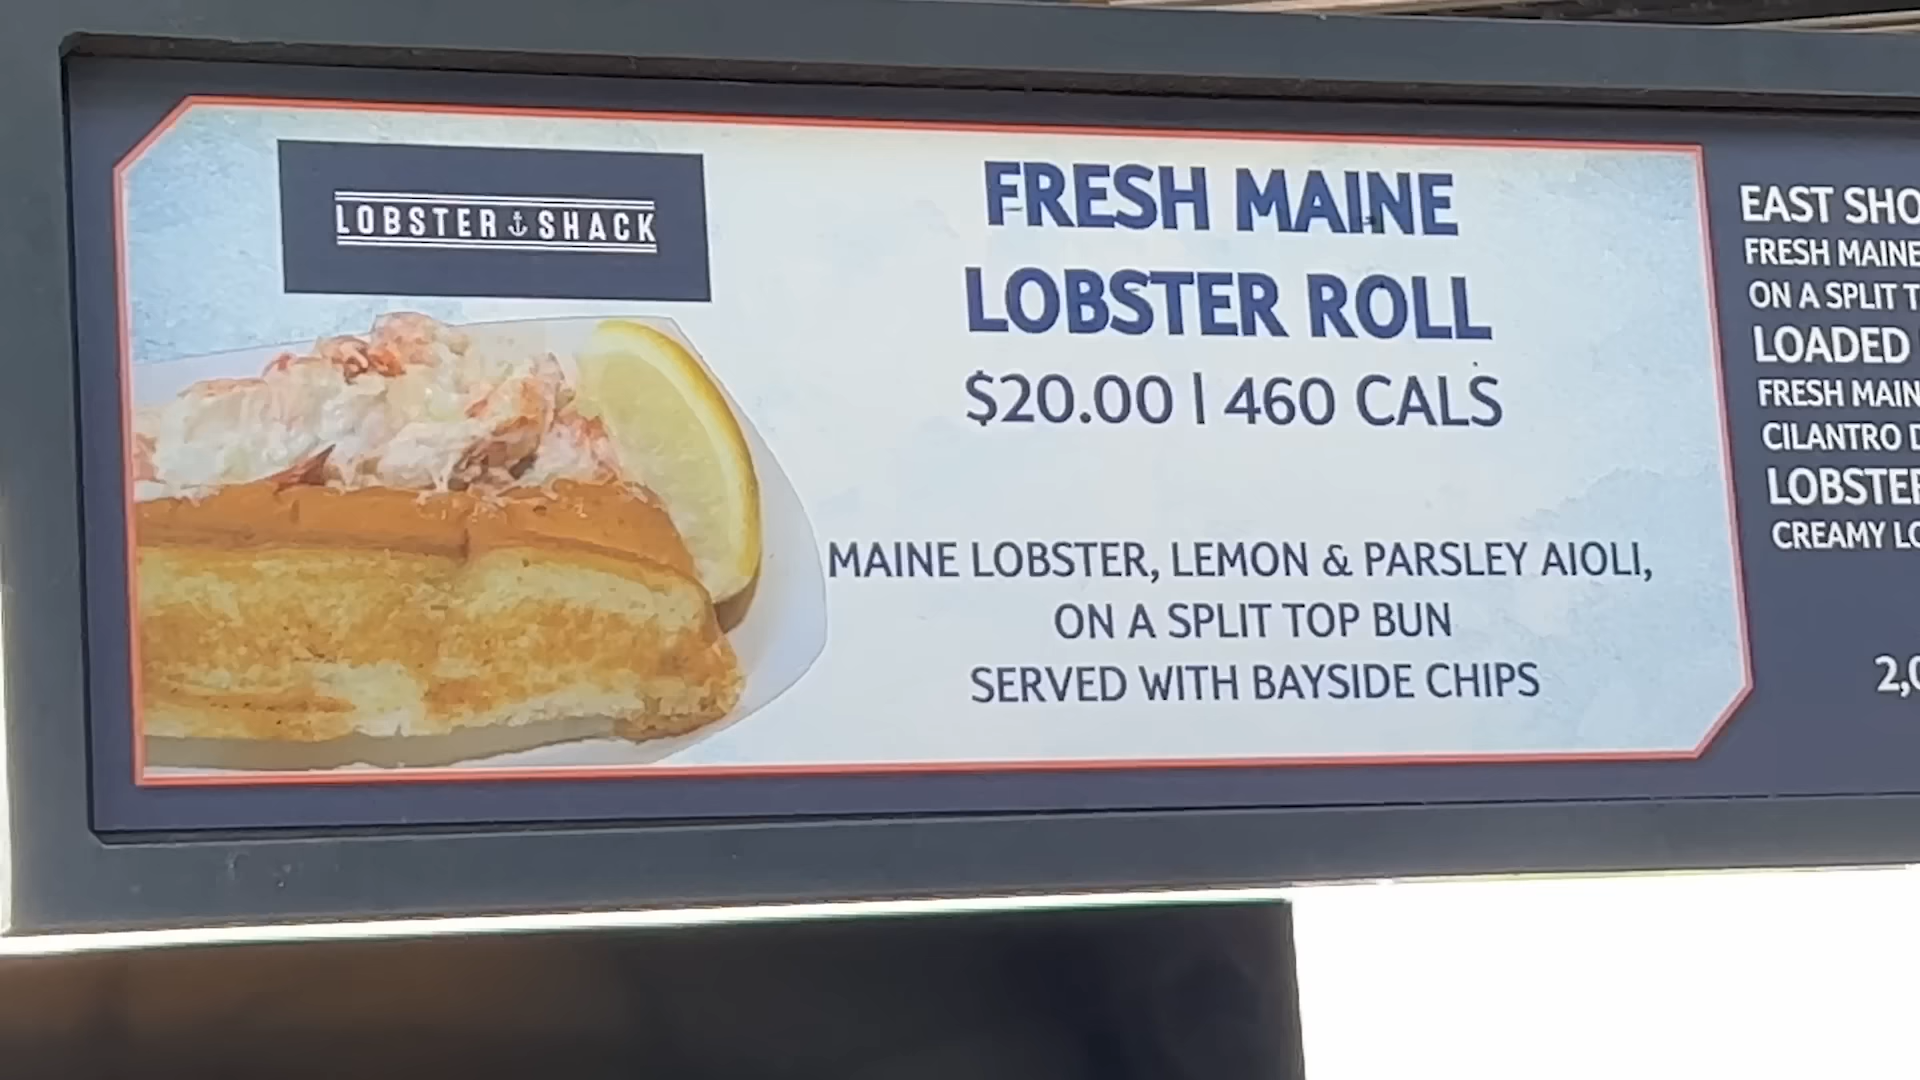 LOBSTER SHACK
FRESH MAINE
LOBSTER ROLL
$20.00 | 460 CALS
MAINE LOBSTER, LEMON & PARSLEY AIOLI,
ON A SPLIT TOP BUN
SERVED WITH BAYSIDE CHIPS
EAST SHO
FRESH MAINE
ON A SPLIT T
LOADED
FRESH MAIN
CILANTRO
LOBSTER
CREAMY LO
2,0